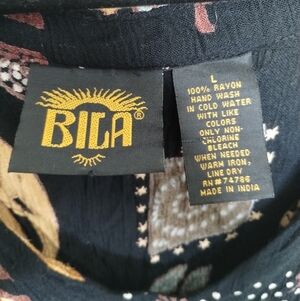 BILA®
L
100% RAYON
HAND WASH
IN COLD WATER
WITH LIKE
COLORS
ONLY NON-
CHLORINE
BLEACH
WHEN NEEDED
WARM IRON,
LINE DRY
RN#74786
MADE IN INDIA